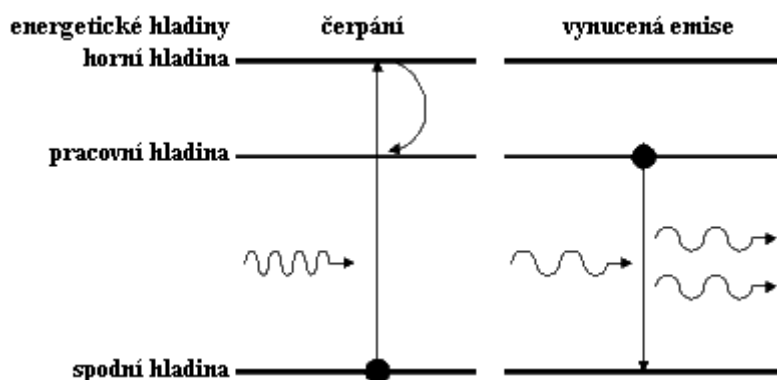 energetické hladiny čerpání vynucená emise
horní hladina
pracovní hladina
spodní hladina